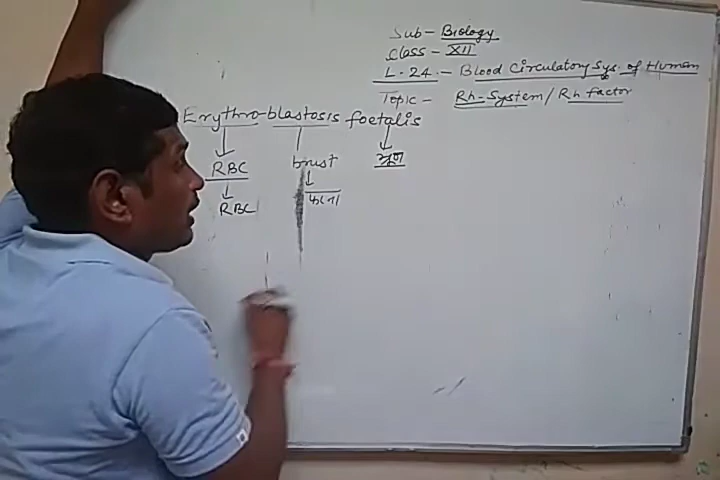 Sub- Biology
Class - XII
L-24. - Blood Circulatory Sys. of Human
Topic - Rh-System / Rh factor
Erythro-blastosis foetalis
RBC brust भ्रूण
RBC फटना